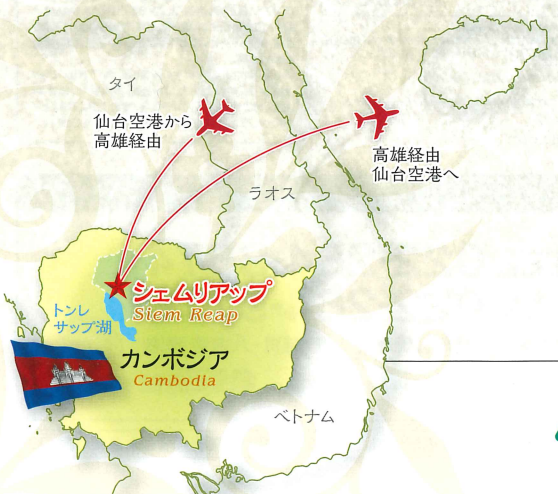 タイ
仙台空港から
高雄経由
高雄経由
仙台空港へ
ラオス
シェムリアップ
Siem Reap
トンレ
サップ湖
カンボジア
Cambodia
ベトナム